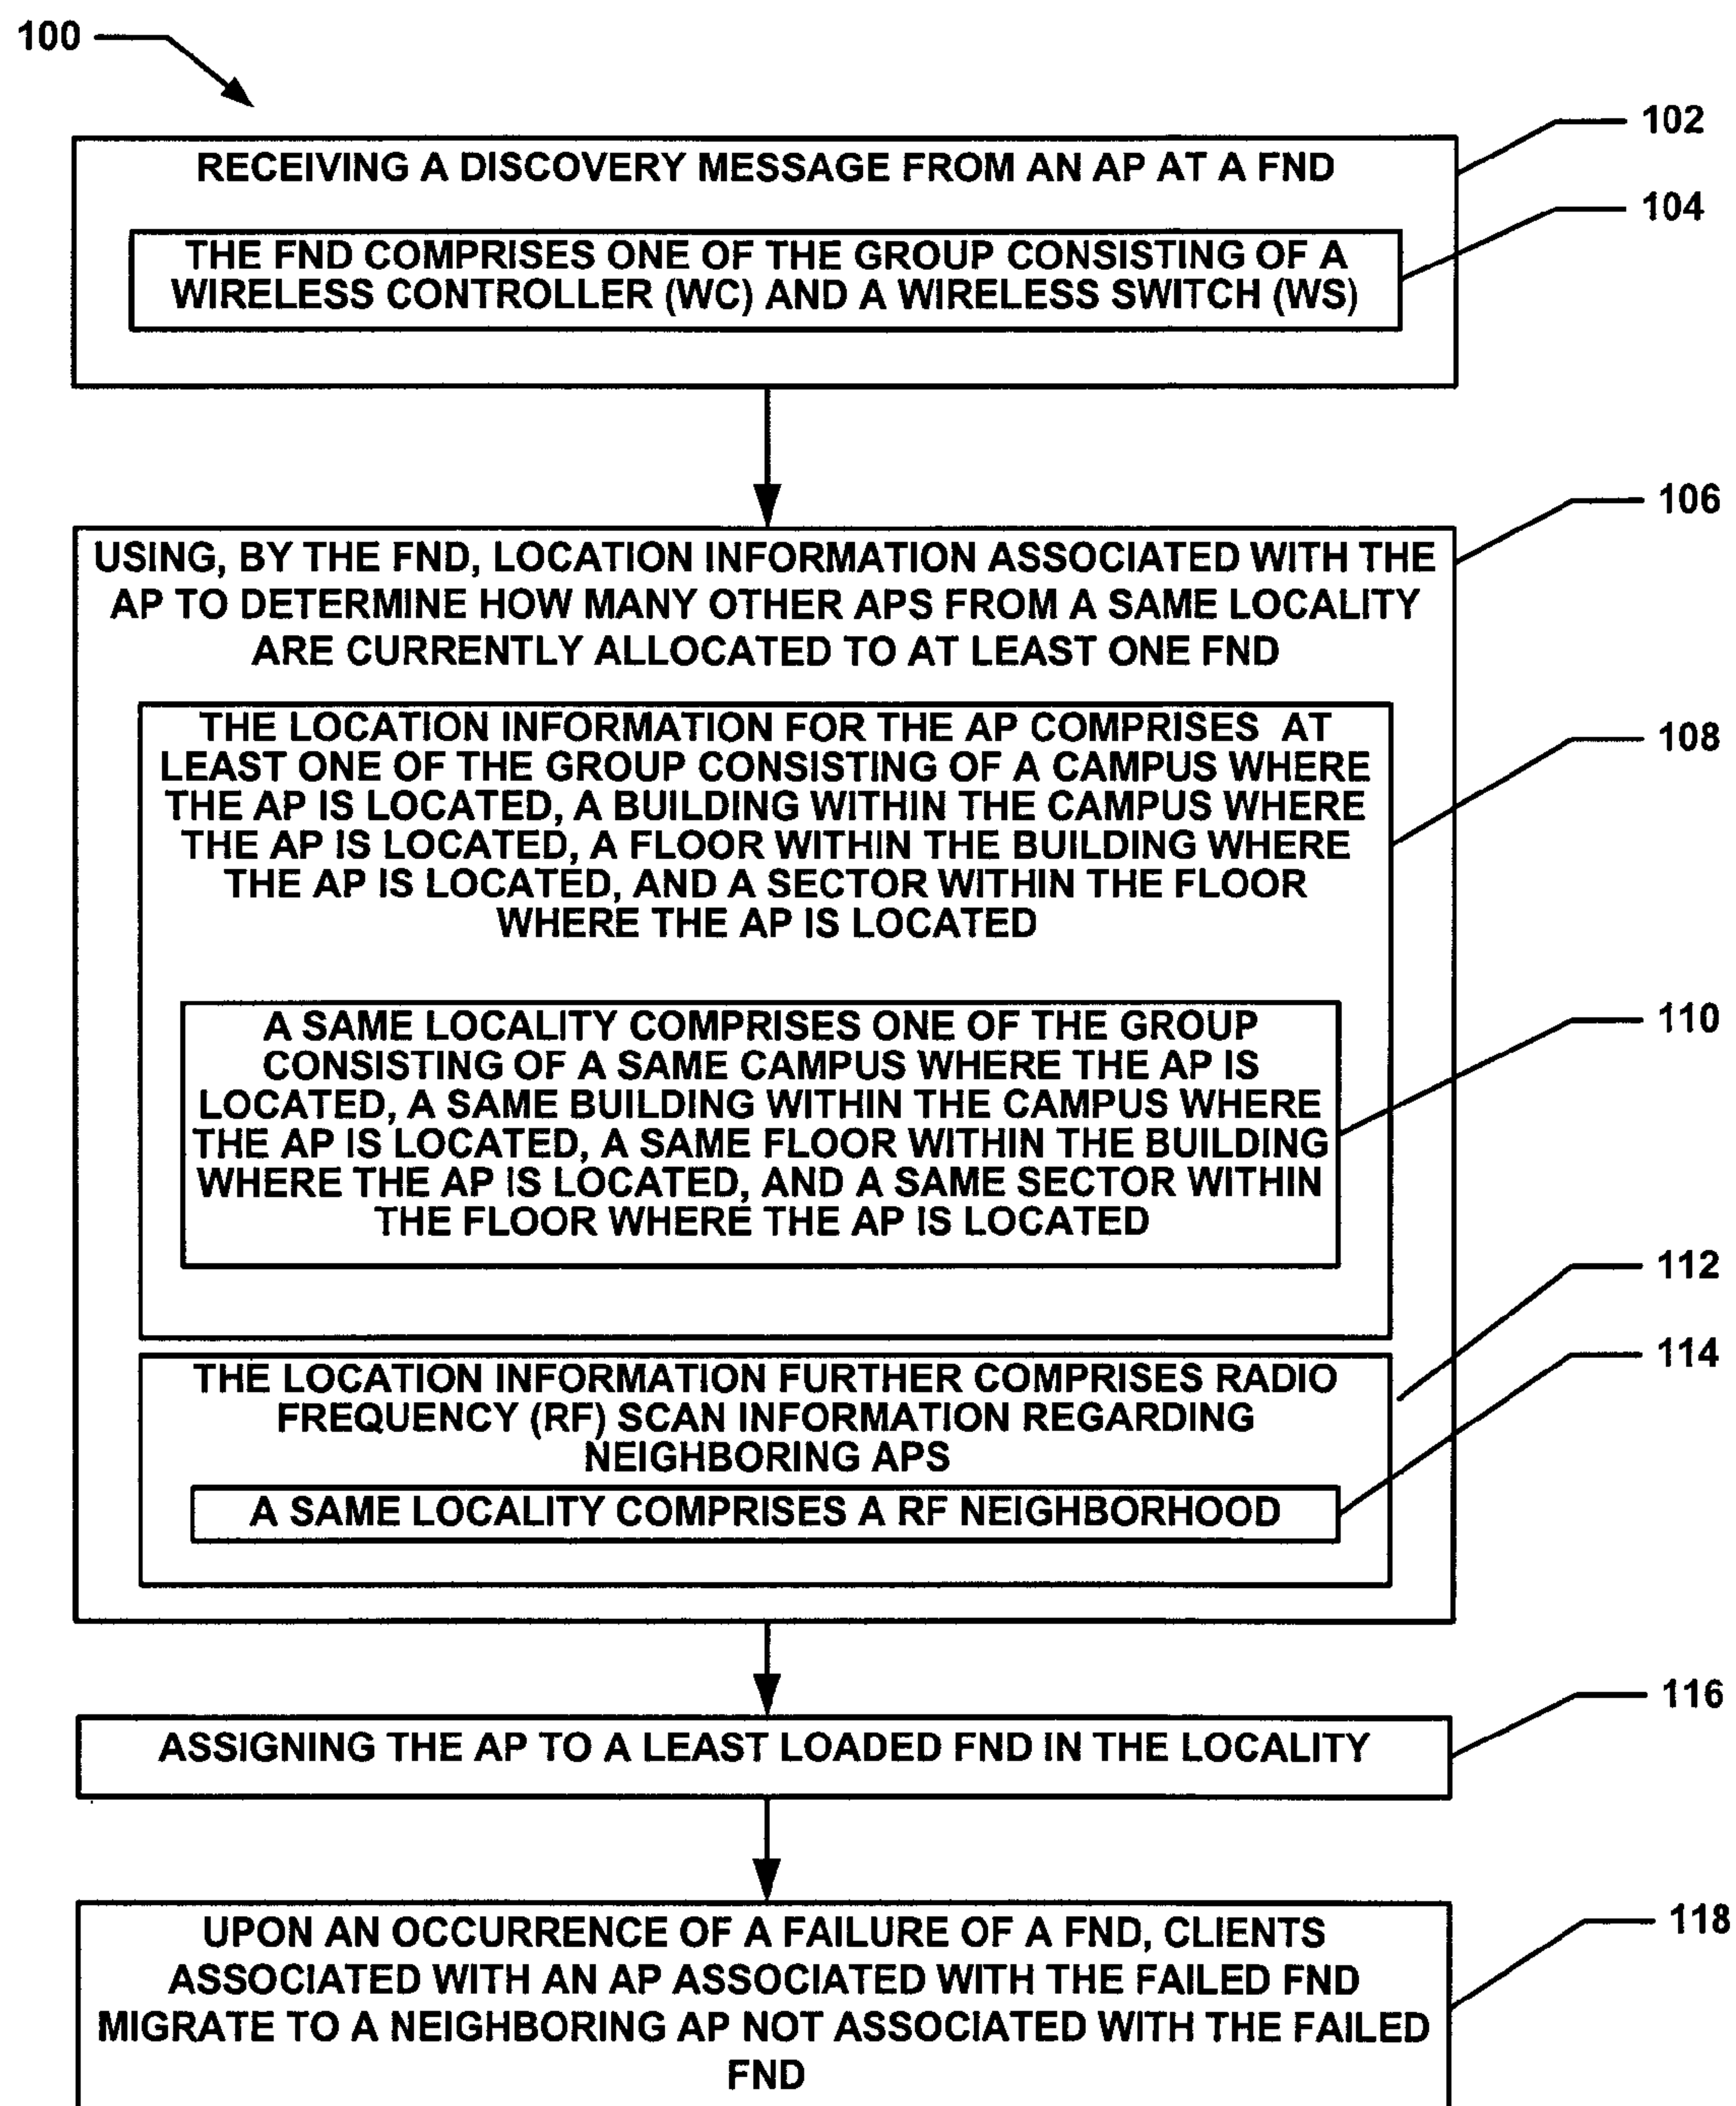 100
102
RECEIVING A DISCOVERY MESSAGE FROM AN AP AT A FND
104
THE FND COMPRISES ONE OF THE GROUP CONSISTING OF A
WIRELESS CONTROLLER (WC) AND A WIRELESS SWITCH (WS)
106
USING, BY THE FND, LOCATION INFORMATION ASSOCIATED WITH THE
AP TO DETERMINE HOW MANY OTHER APS FROM A SAME LOCALITY
ARE CURRENTLY ALLOCATED TO AT LEAST ONE FND
108
THE LOCATION INFORMATION FOR THE AP COMPRISES AT
LEAST ONE OF THE GROUP CONSISTING OF A CAMPUS WHERE
THE AP IS LOCATED, A BUILDING WITHIN THE CAMPUS WHERE
THE AP IS LOCATED, A FLOOR WITHIN THE BUILDING WHERE
THE AP IS LOCATED, AND A SECTOR WITHIN THE FLOOR
WHERE THE AP IS LOCATED
110
A SAME LOCALITY COMPRISES ONE OF THE GROUP
CONSISTING OF A SAME CAMPUS WHERE THE AP IS
LOCATED, A SAME BUILDING WITHIN THE CAMPUS WHERE
THE AP IS LOCATED, A SAME FLOOR WITHIN THE BUILDING
WHERE THE AP IS LOCATED, AND A SAME SECTOR WITHIN
THE FLOOR WHERE THE AP IS LOCATED
112
THE LOCATION INFORMATION FURTHER COMPRISES RADIO
FREQUENCY (RF) SCAN INFORMATION REGARDING
NEIGHBORING APS
114
A SAME LOCALITY COMPRISES A RF NEIGHBORHOOD
116
ASSIGNING THE AP TO A LEAST LOADED FND IN THE LOCALITY
118
UPON AN OCCURRENCE OF A FAILURE OF A FND, CLIENTS
ASSOCIATED WITH AN AP ASSOCIATED WITH THE FAILED FND
MIGRATE TO A NEIGHBORING AP NOT ASSOCIATED WITH THE FAILED
FND